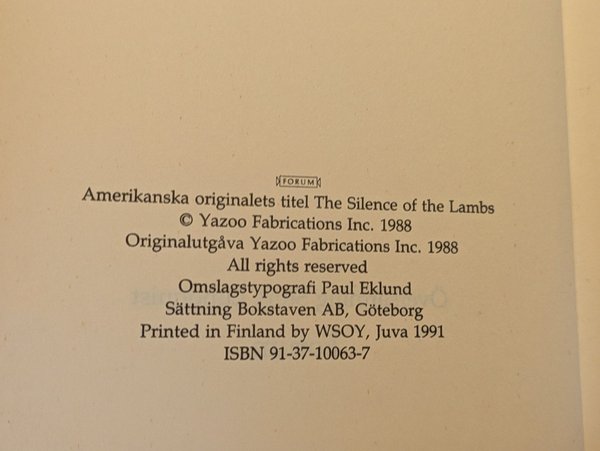 FORUM
Amerikanska originalets titel The Silence of the Lambs
© Yazoo Fabrications Inc. 1988
Originalutgåva Yazoo Fabrications Inc. 1988
All rights reserved
Omslagstypografi Paul Eklund
Sättning Bokstaven AB, Göteborg
Printed in Finland by WSOY, Juva 1991
ISBN 91-37-10063-7